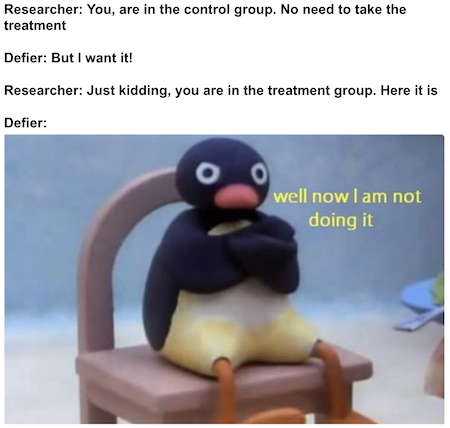 Researcher: You, are in the control group. No need to take the
treatment
Defier: But I want it!
Researcher: Just kidding, you are in the treatment group. Here it is
Defier:
well now I am not
doing it